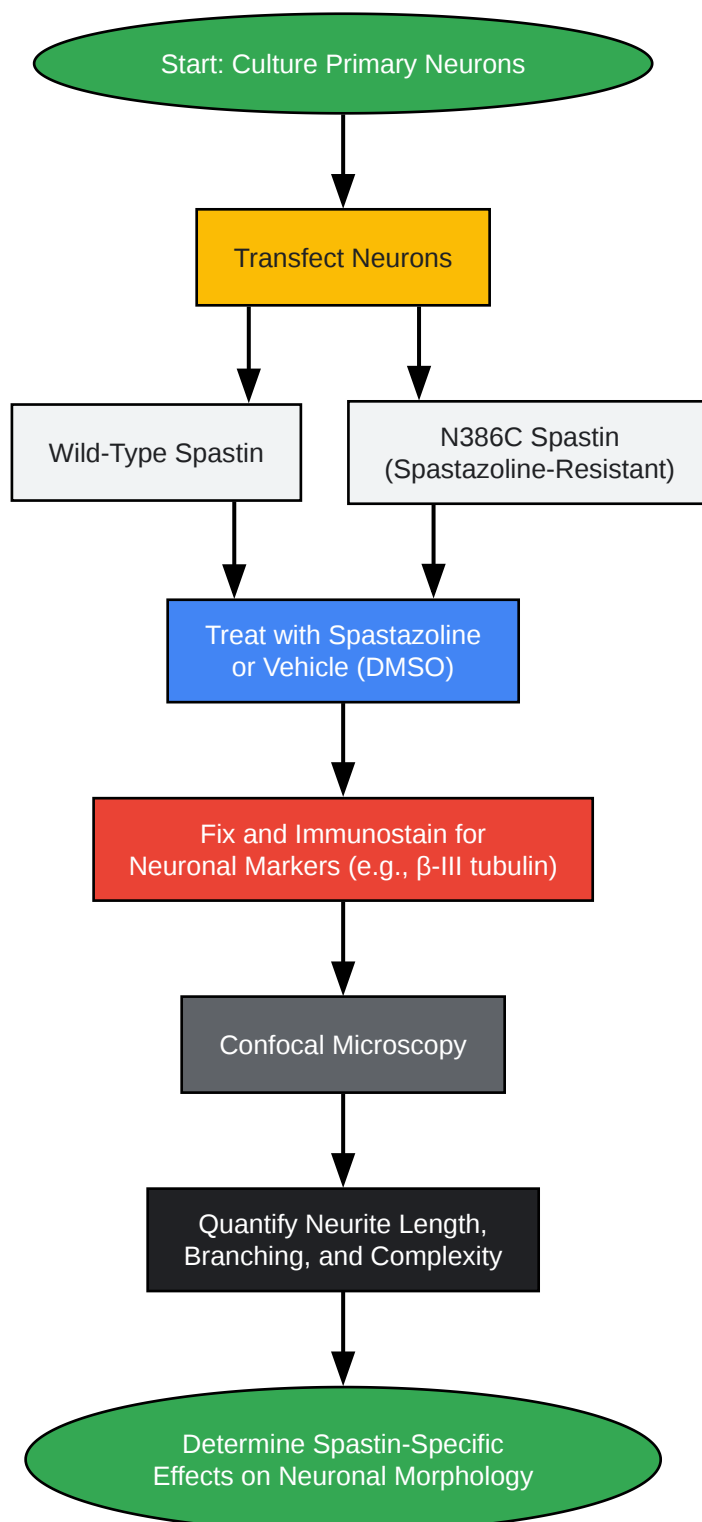 Start: Culture Primary Neurons
Transfect Neurons
Wild-Type Spastin
N386C Spastin
(Spastazoline-Resistant)
Treat with Spastazoline
or Vehicle (DMSO)
Fix and Immunostain for
Neuronal Markers (e.g., β-III tubulin)
Confocal Microscopy
Quantify Neurite Length,
Branching, and Complexity
Determine Spastin-Specific
Effects on Neuronal Morphology